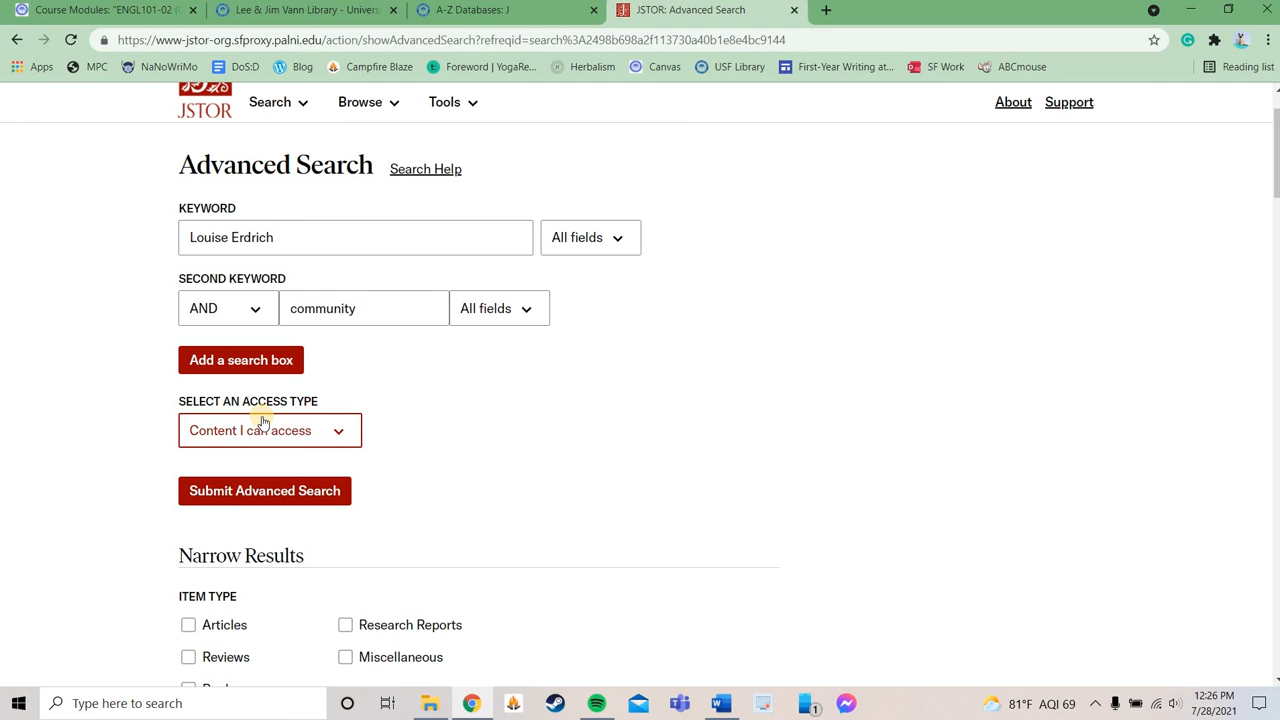 Course Modules: "ENGL101-02 (
Lee & Jim Vann Library - Univers
A-Z Databases: J
JSTOR: Advanced Search
https://www-jstor-org.sfproxy.palni.edu/action/showAdvancedSearch?refreqid=search%3A2498b698a2f113730a40b1e8e4bc9144
Apps
MPC
NaNoWriMo
DoS:D
Blog
Campfire Blaze
Foreword | YogaRe...
Herbalism
Canvas
USF Library
First-Year Writing at...
SF Work
ABCmouse
Reading list
JSTOR
Search
Browse
Tools
About
Support
Advanced Search
Search Help
KEYWORD
Louise Erdrich
All fields
SECOND KEYWORD
AND
community
All fields
Add a search box
SELECT AN ACCESS TYPE
Content I can access
Submit Advanced Search
Narrow Results
ITEM TYPE
Articles
Research Reports
Reviews
Miscellaneous
Type here to search
1
81°F AQI 69
12:26 PM
7/28/2021